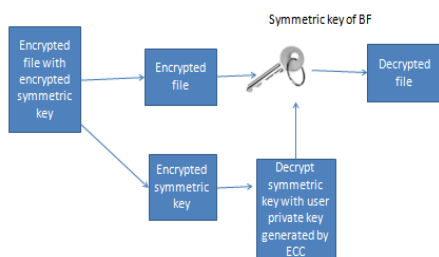 Symmetric key of BF
Encrypted
file with
encrypted
symmetric
key
Encrypted
file
Decrypted
file
Encrypted
symmetric
key
Decrypt
symmetric
key with user
private key
generated by
ECC